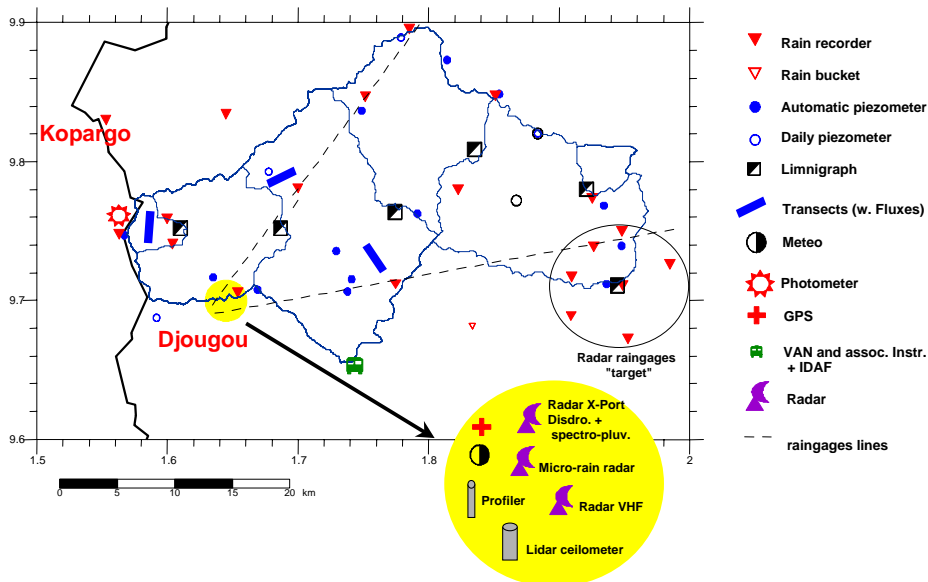 9.9
9.8
9.7
9.6
1.5
1.6
1.7
1.8
1.9
2
Kopargo
Djougou
Radar raingages
"target"
0
5
10
15
20
km
Radar X-Port
Disdro. +
spectro-pluv.
Micro-rain radar
Profiler
Radar VHF
Lidar ceilometer
Rain recorder
Rain bucket
Automatic piezometer
Daily piezometer
Limnigraph
Transects (w. Fluxes)
Meteo
Photometer
GPS
VAN and assoc. Instr.
+ IDAF
Radar
raingages lines